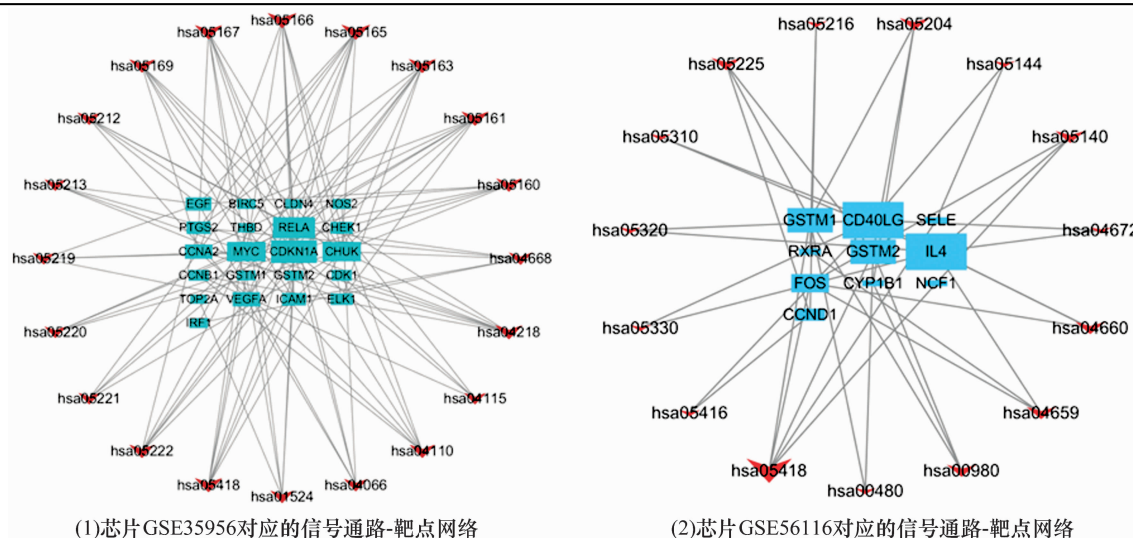 hsa05166
hsa05167
hsa05165
hsa05169
hsa05163
hsa05212
hsa05161
hsa05213
hsa05160
EGF BIRC5 CLDN4 NOS2
PTGS2 THBD RELA CHEK1
CCNA2 MYC CDKN1A CHUK
hsa05219
hsa04668
CCNB1 GSTM1 GSTM2 CDK1
TOP2A VEGFA ICAM1 ELK1
IRF1
hsa05220
hsa04218
hsa05221
hsa04115
hsa05222
hsa04110
hsa05418
hsa01524
hsa04066
(1)芯片GSE35956对应的信号通路-靶点网络
hsa05216
hsa05204
hsa05225
hsa05144
hsa05310
hsa05140
GSTM1 CD40LG SELE
hsa05320
hsa04672
RXRA GSTM2 IL4
FOS CYP1B1 NCF1
CCND1
hsa05330
hsa04660
hsa05416
hsa04659
hsa05418
hsa00980
hsa00480
(2)芯片GSE56116对应的信号通路-靶点网络